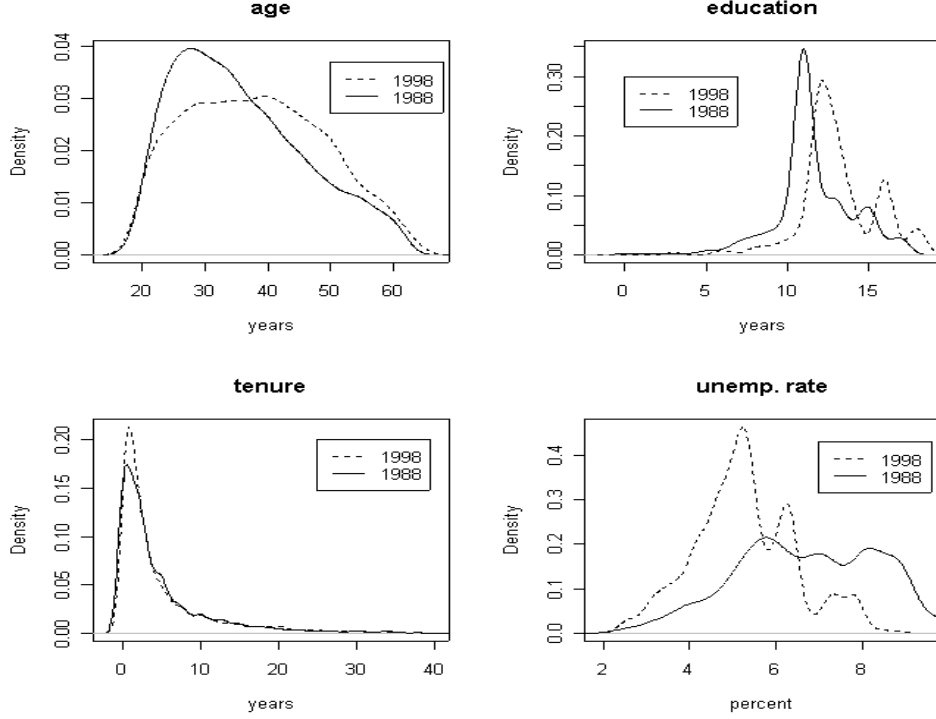 age
0.04
0.03
0.02
0.01
0.00
Density
1998
1988
20 30 40 50 60
years
education
0.30
0.20
0.10
0.00
Density
1998
1988
0 5 10 15
years
tenure
0.20
0.15
0.10
0.05
0.00
Density
1998
1988
0 10 20 30 40
years
unemp. rate
0.4
0.3
0.2
0.1
0.0
Density
1998
1988
2 4 6 8
percent